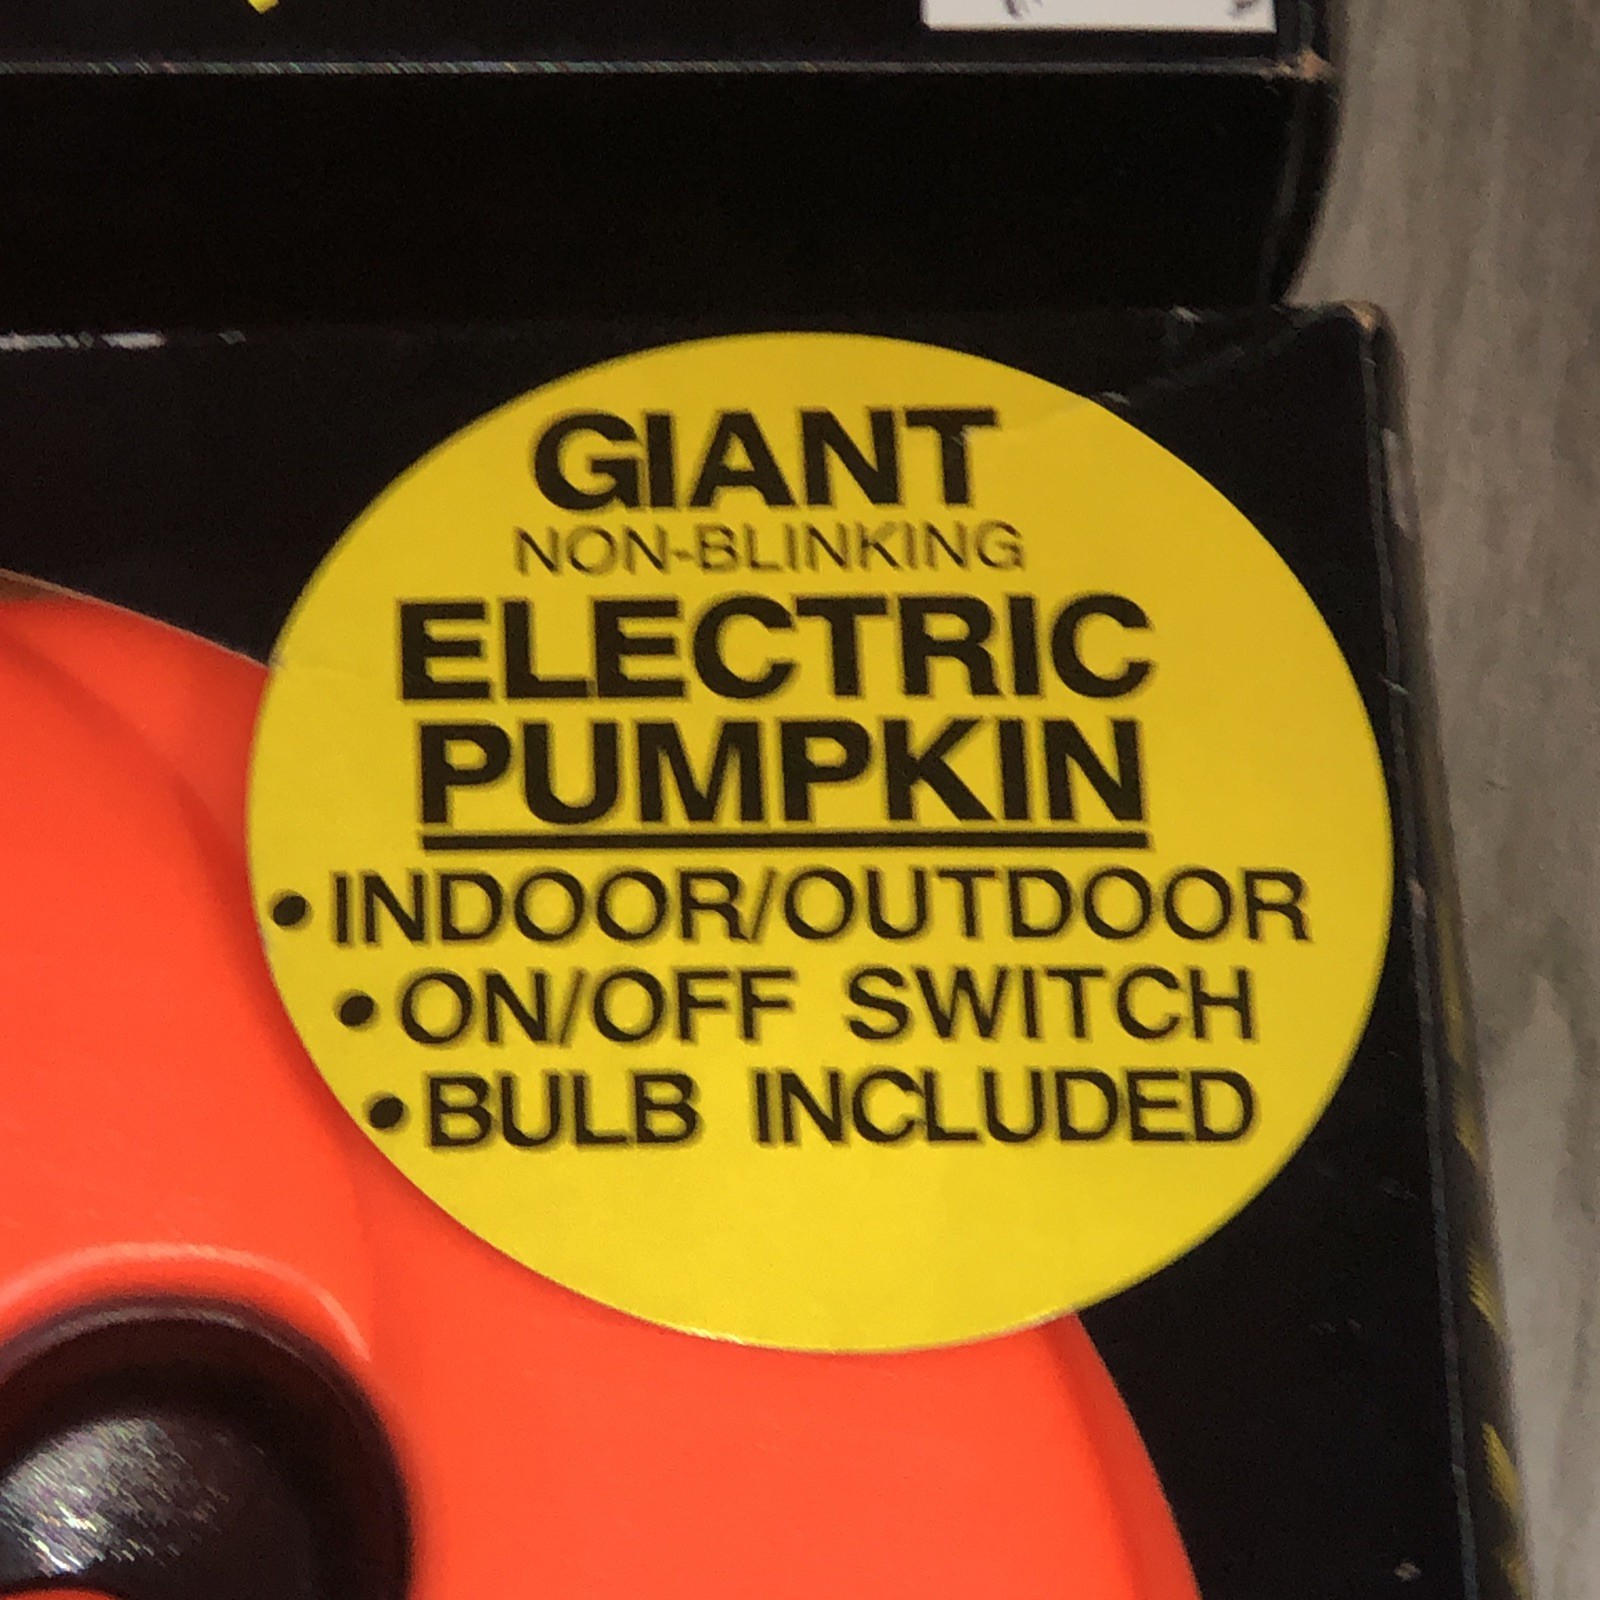 GIANT
NON-BLINKING
ELECTRIC
PUMPKIN
•INDOOR/OUTDOOR
•ON/OFF SWITCH
•BULB INCLUDED